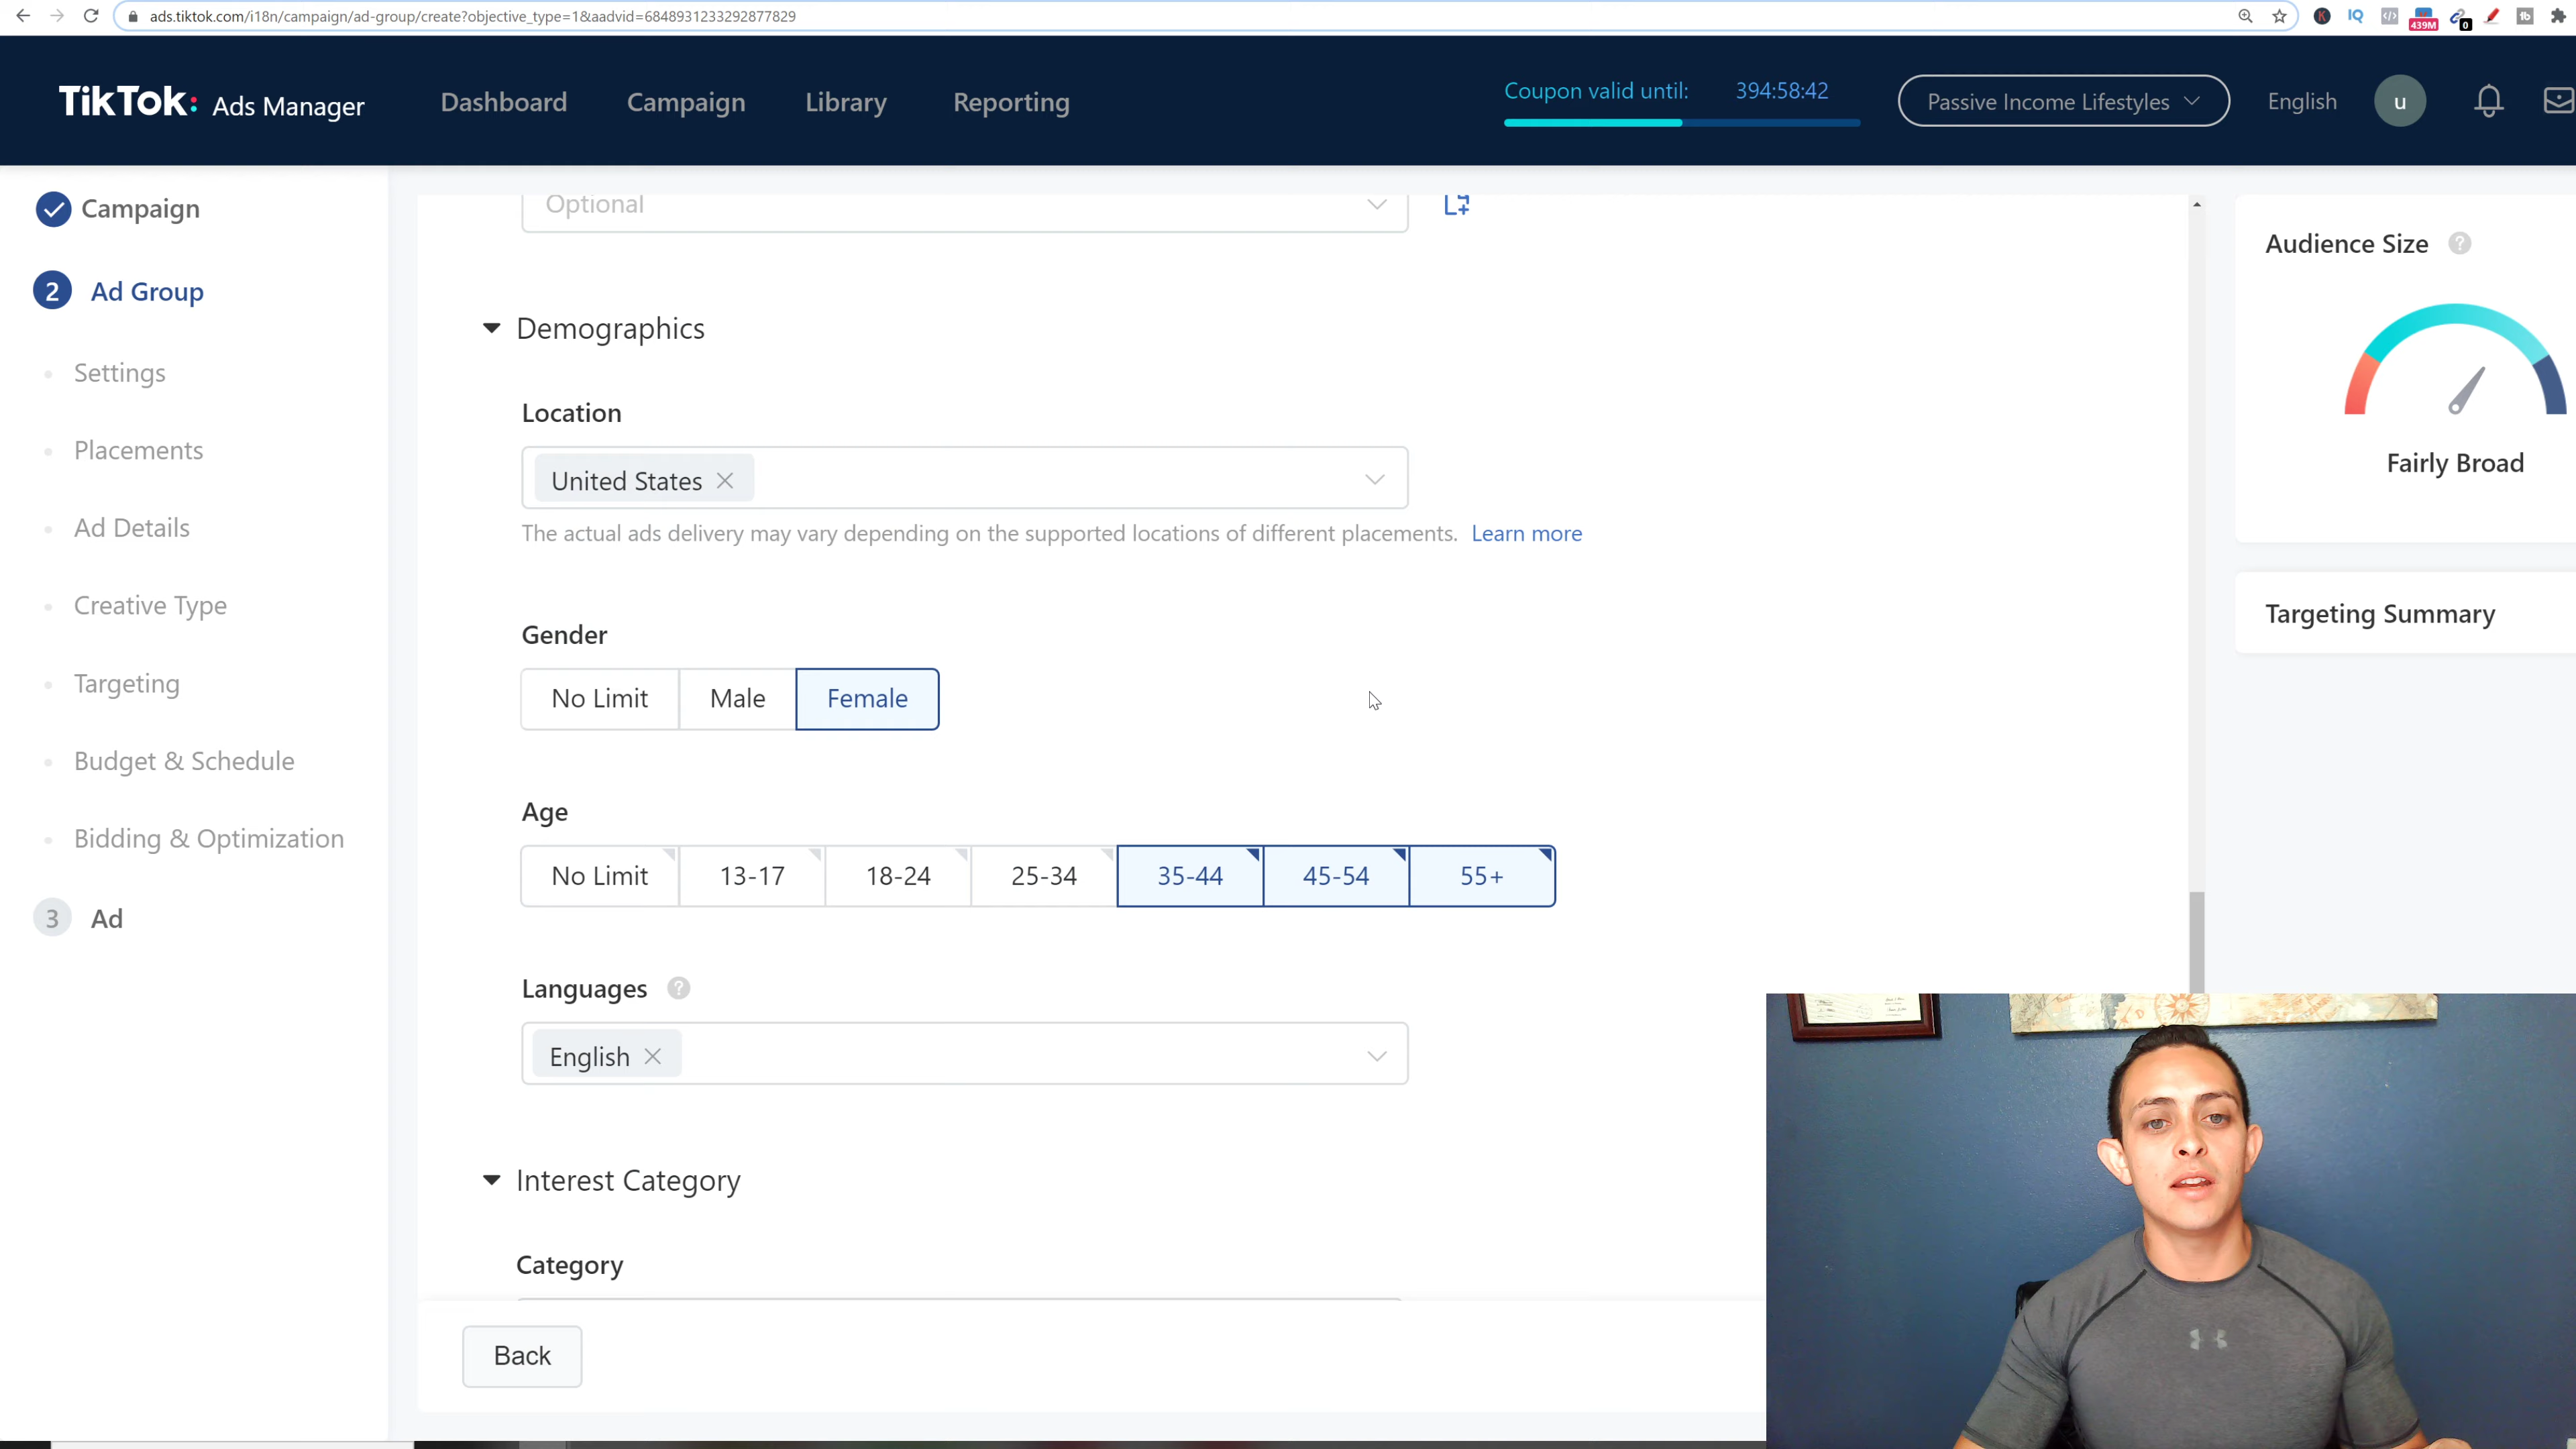 ads.tiktok.com/i18n/campaign/ad-group/create?objective_type=1&aadvid=6848931233292877829
K
IQ
439M
0
tb
TikTok: Ads Manager
Dashboard
Campaign
Library
Reporting
Coupon valid until: 394:58:42
Passive Income Lifestyles
English
u
Campaign
2 Ad Group
Settings
Placements
Ad Details
Creative Type
Targeting
Budget & Schedule
Bidding & Optimization
3 Ad
Optional
Demographics
Location
United States
The actual ads delivery may vary depending on the supported locations of different placements. Learn more
Gender
No Limit Male Female
Age
No Limit 13-17 18-24 25-34 35-44 45-54 55+
Languages ?
English
Interest Category
Category
Back
Audience Size ?
Fairly Broad
Targeting Summary